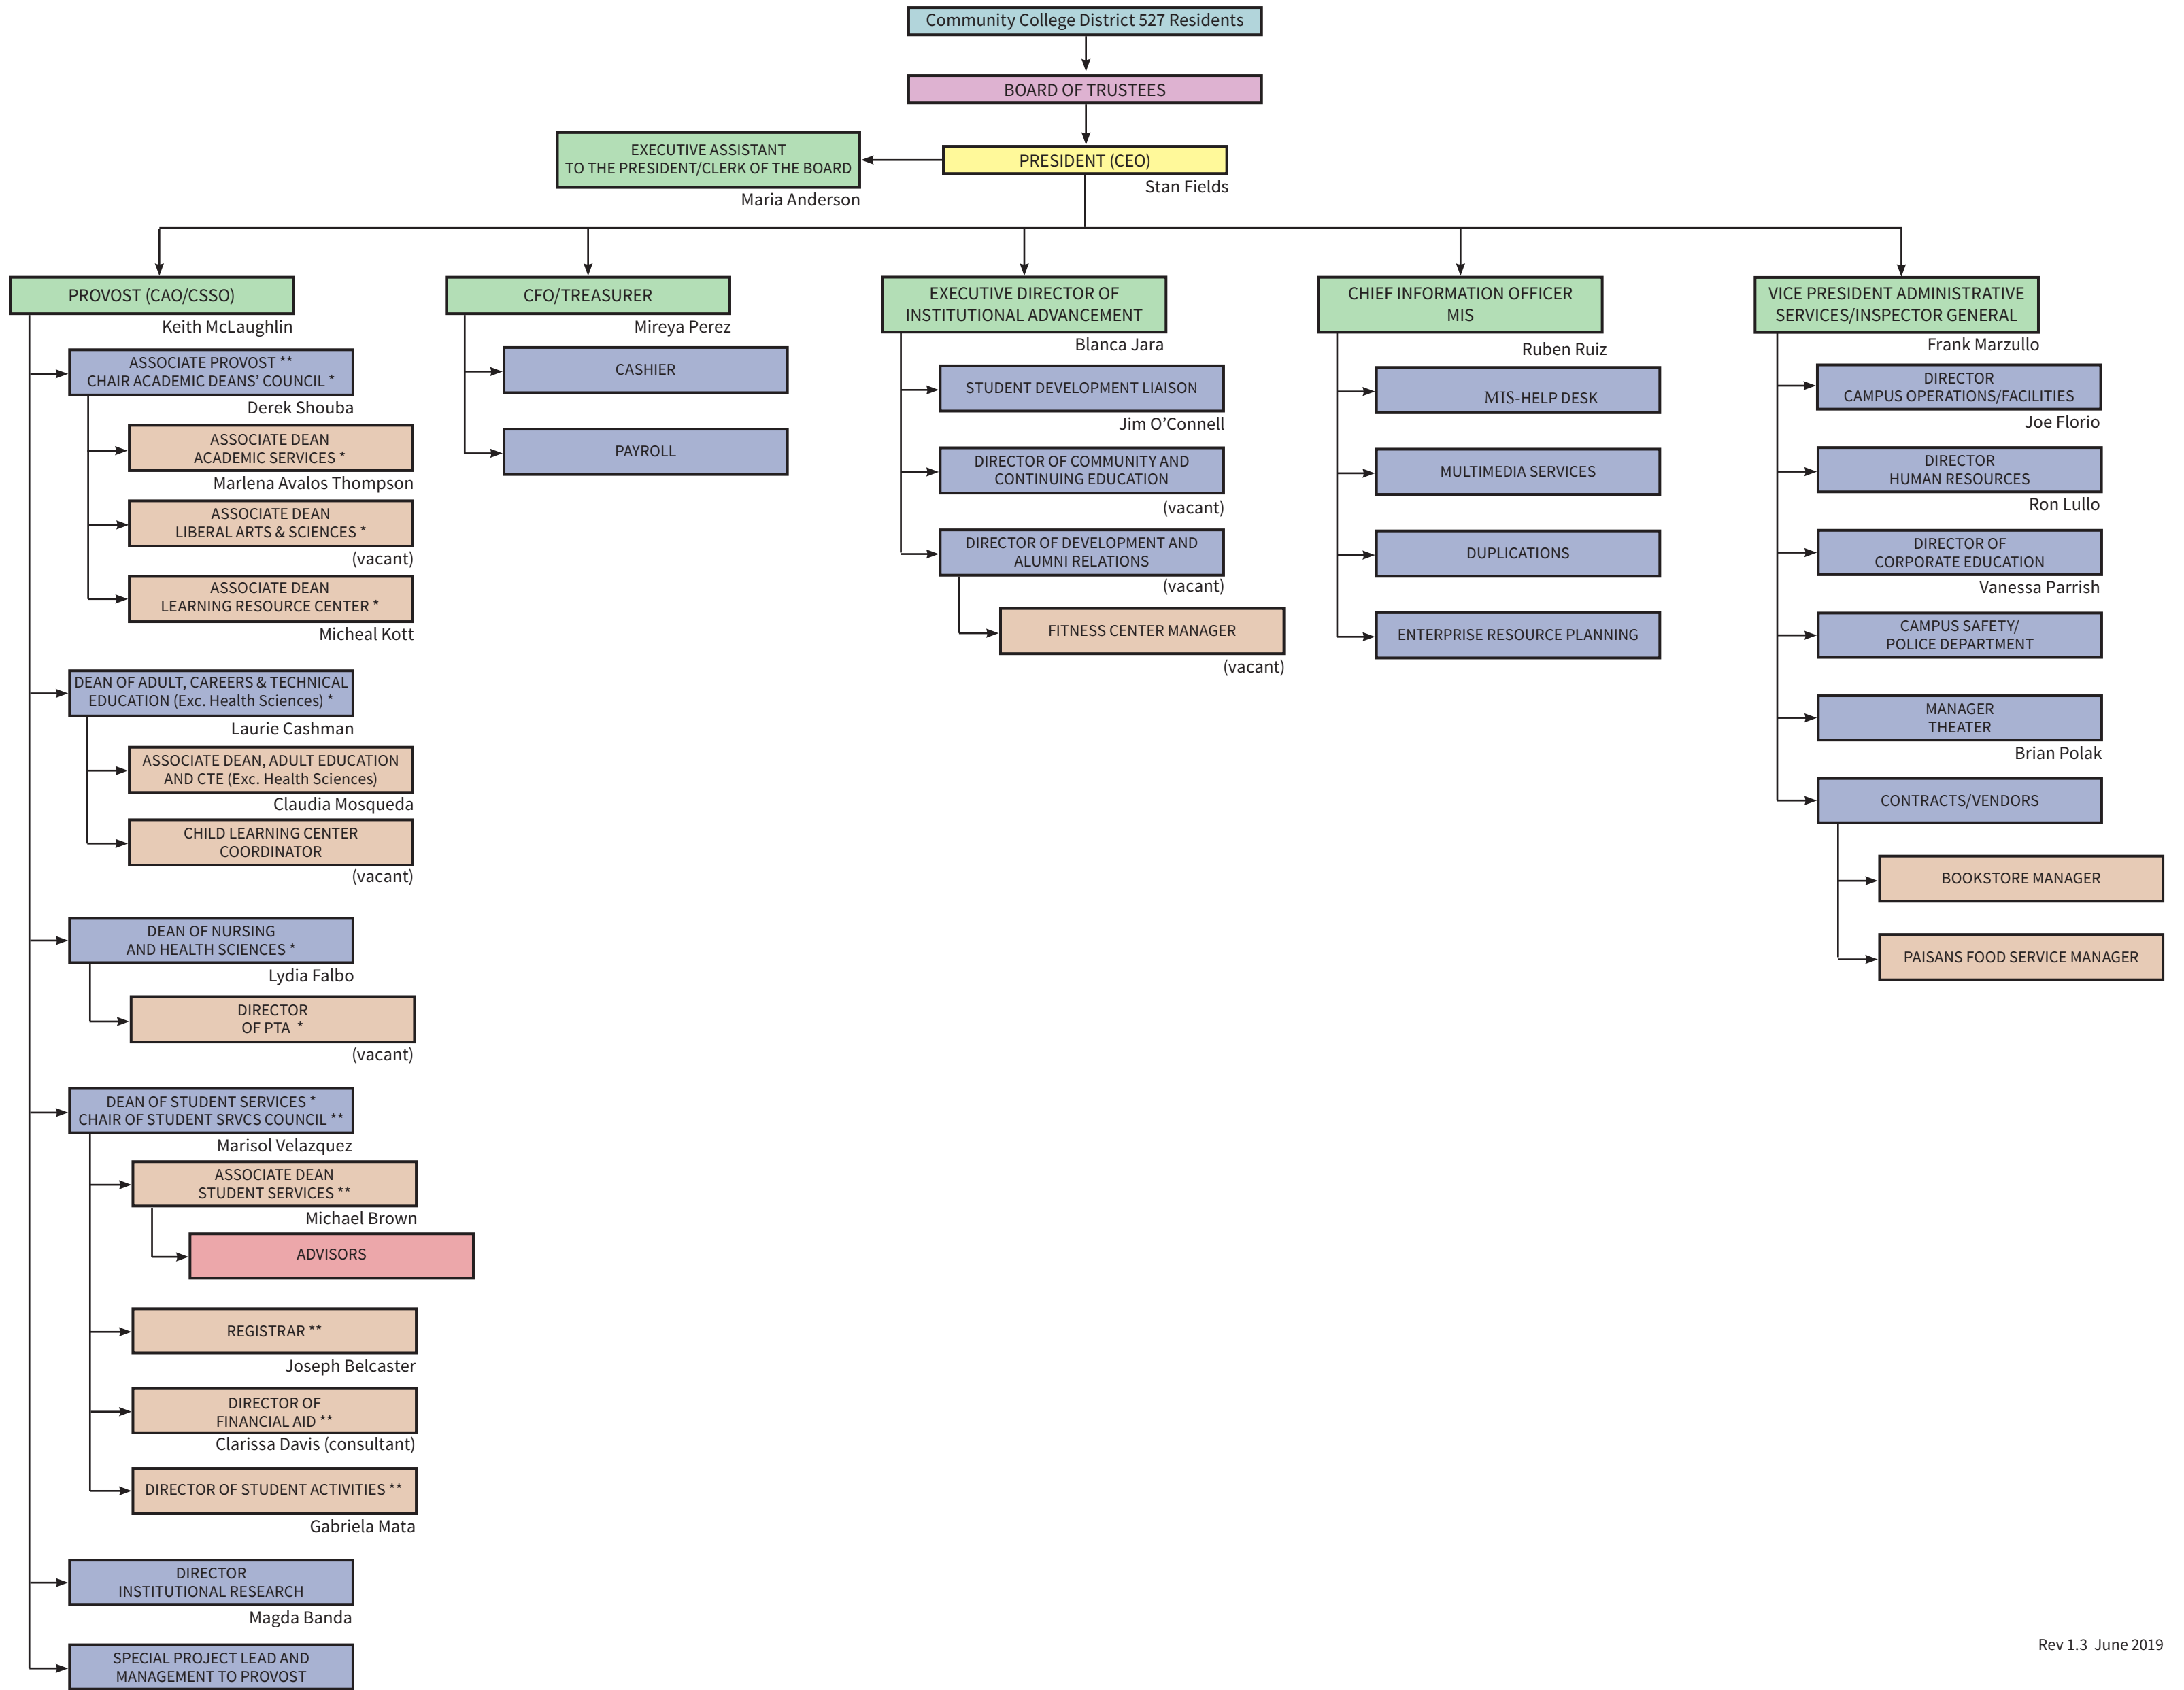 Community College District 527 Residents
BOARD OF TRUSTEES
EXECUTIVE ASSISTANT
TO THE PRESIDENT/CLERK OF THE BOARD
Maria Anderson
PRESIDENT (CEO)
Stan Fields
PROVOST (CAO/CSSO)
Keith McLaughlin
ASSOCIATE PROVOST **
CHAIR ACADEMIC DEANS’ COUNCIL *
Derek Shouba
ASSOCIATE DEAN
ACADEMIC SERVICES *
Marlena Avalos Thompson
ASSOCIATE DEAN
LIBERAL ARTS & SCIENCES *
(vacant)
ASSOCIATE DEAN
LEARNING RESOURCE CENTER *
Micheal Kott
DEAN OF ADULT, CAREERS & TECHNICAL
EDUCATION (Exc. Health Sciences) *
Laurie Cashman
ASSOCIATE DEAN, ADULT EDUCATION
AND CTE (Exc. Health Sciences)
Claudia Mosqueda
CHILD LEARNING CENTER
COORDINATOR
(vacant)
DEAN OF NURSING
AND HEALTH SCIENCES *
Lydia Falbo
DIRECTOR
OF PTA *
(vacant)
DEAN OF STUDENT SERVICES *
CHAIR OF STUDENT SRVCS COUNCIL **
Marisol Velazquez
ASSOCIATE DEAN
STUDENT SERVICES **
Michael Brown
ADVISORS
REGISTRAR **
Joseph Belcaster
DIRECTOR OF
FINANCIAL AID **
Clarissa Davis (consultant)
DIRECTOR OF STUDENT ACTIVITIES **
Gabriela Mata
DIRECTOR
INSTITUTIONAL RESEARCH
Magda Banda
SPECIAL PROJECT LEAD AND
MANAGEMENT TO PROVOST
CFO/TREASURER
Mireya Perez
CASHIER
PAYROLL
EXECUTIVE DIRECTOR OF
INSTITUTIONAL ADVANCEMENT
Blanca Jara
STUDENT DEVELOPMENT LIAISON
Jim O’Connell
DIRECTOR OF COMMUNITY AND
CONTINUING EDUCATION
(vacant)
DIRECTOR OF DEVELOPMENT AND
ALUMNI RELATIONS
(vacant)
FITNESS CENTER MANAGER
(vacant)
CHIEF INFORMATION OFFICER
MIS
Ruben Ruiz
MIS-HELP DESK
MULTIMEDIA SERVICES
DUPLICATIONS
ENTERPRISE RESOURCE PLANNING
VICE PRESIDENT ADMINISTRATIVE
SERVICES/INSPECTOR GENERAL
Frank Marzullo
DIRECTOR
CAMPUS OPERATIONS/FACILITIES
Joe Florio
DIRECTOR
HUMAN RESOURCES
Ron Lullo
DIRECTOR OF
CORPORATE EDUCATION
Vanessa Parrish
CAMPUS SAFETY/
POLICE DEPARTMENT
MANAGER
THEATER
Brian Polak
CONTRACTS/VENDORS
BOOKSTORE MANAGER
PAISANS FOOD SERVICE MANAGER
Rev 1.3 June 2019